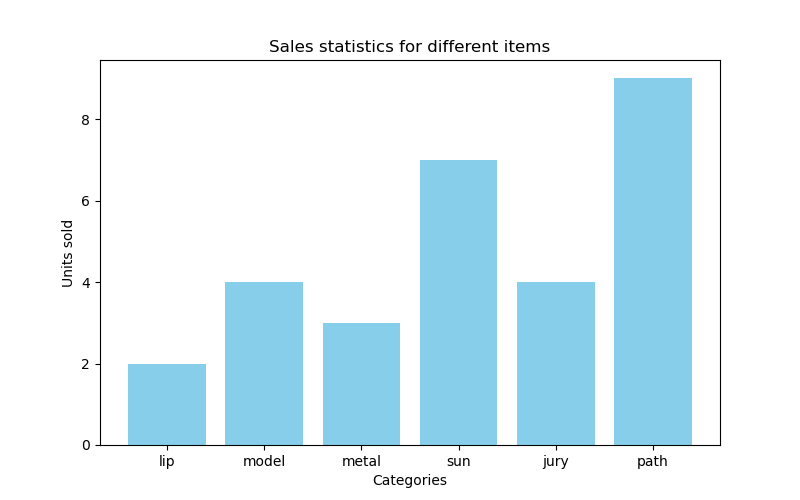 Sales statistics for different items
Units sold
8
6
4
2
0
lip model metal sun jury path
Categories